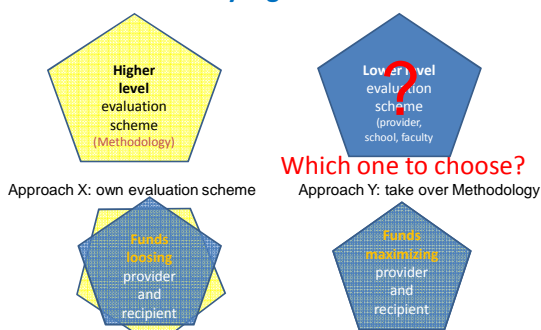 Higher
level
evaluation
scheme
(Methodology)
Lower level
evaluation
scheme
(provider,
school, faculty
?
Which one to choose?
Approach X: own evaluation scheme
Approach Y: take over Methodology
Funds
loosing
provider
and
recipient
Funds
maximizing
provider
and
recipient